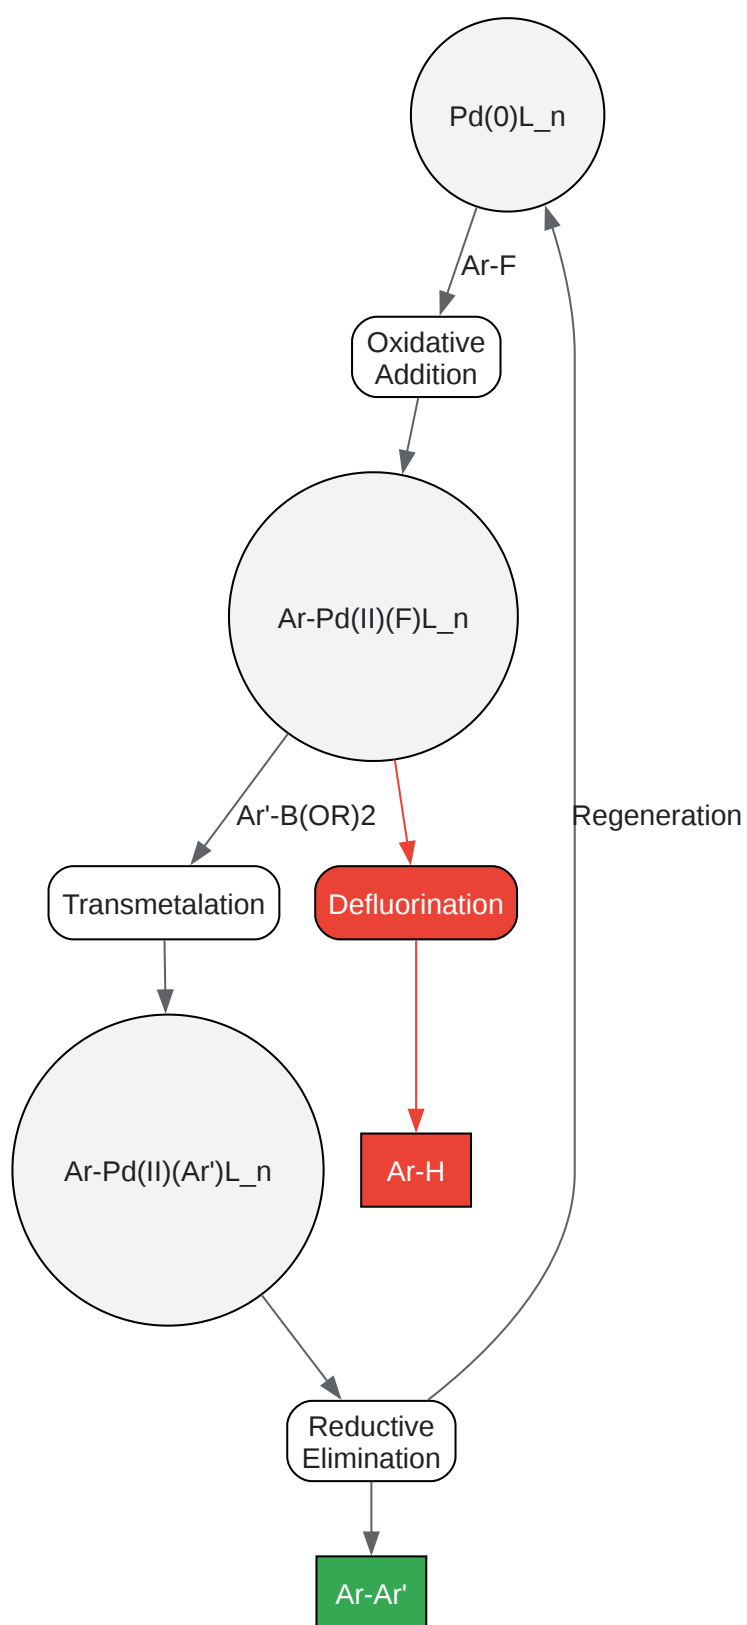 Pd(0)L_n
Ar-F
Oxidative
Addition
Ar-Pd(II)(F)L_n
Ar'-B(OR)2
Regeneration
Transmetalation
Defluorination
Ar-Pd(II)(Ar')L_n
Ar-H
Reductive
Elimination
Ar-Ar'